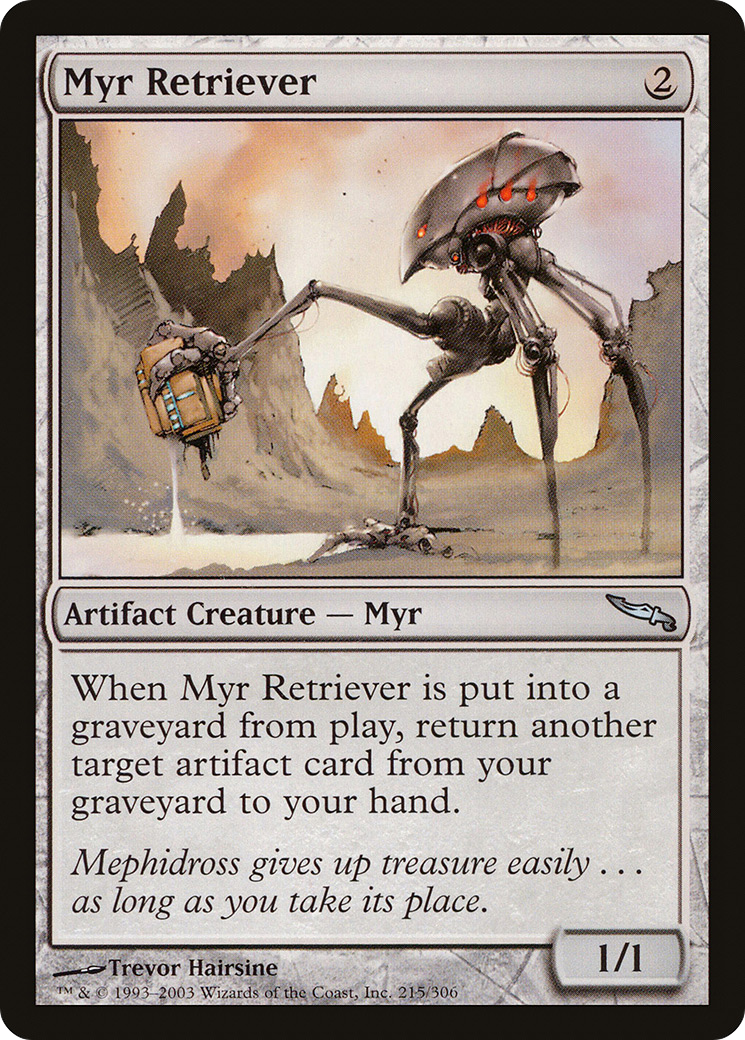 Myr Retriever
2
Artifact Creature — Myr
When Myr Retriever is put into a
graveyard from play, return another
target artifact card from your
graveyard to your hand.
Mephidross gives up treasure easily . . .
as long as you take its place.
1/1
Trevor Hairsine
™ & © 1993–2003 Wizards of the Coast, Inc. 215/306